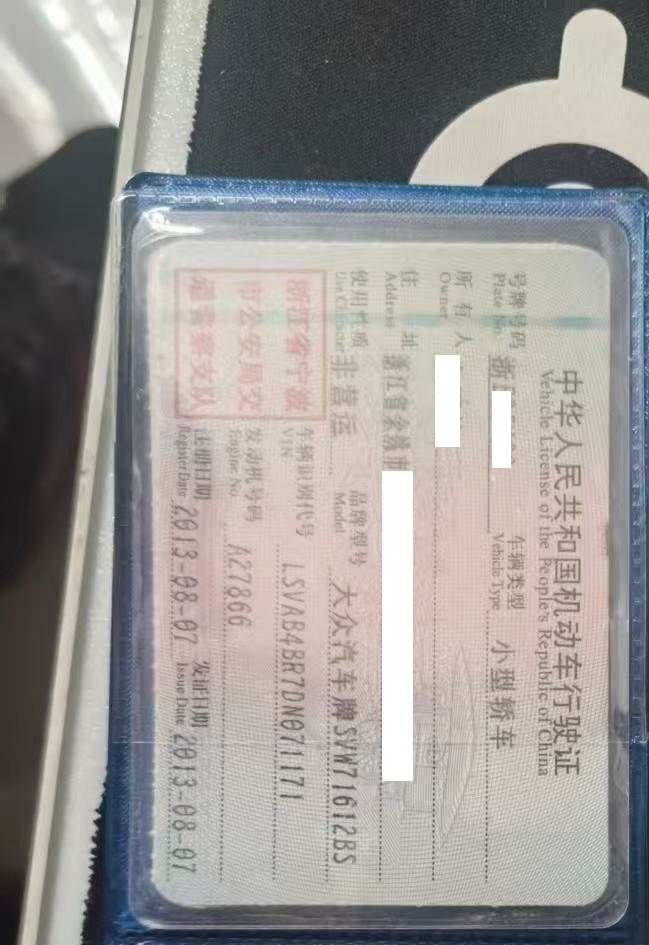 中华人民共和国机动车行驶证
Vehicle License of the People's Republic of China
号牌号码 浙 车辆类型 小型轿车
Plate No. Vehicle Type
所有人
Owner
住址 浙江省余姚市
Address
使用性质 非营运 品牌型号 大众汽车牌SVW71612BS
Use Character Model
浙江省宁波
市公安局交
通警察支队
车辆识别代号 LSVAB4BR7DN071171
VIN
发动机号码 A27866
Engine No.
注册日期 2013-08-07 发证日期 2013-08-07
Register Date Issue Date